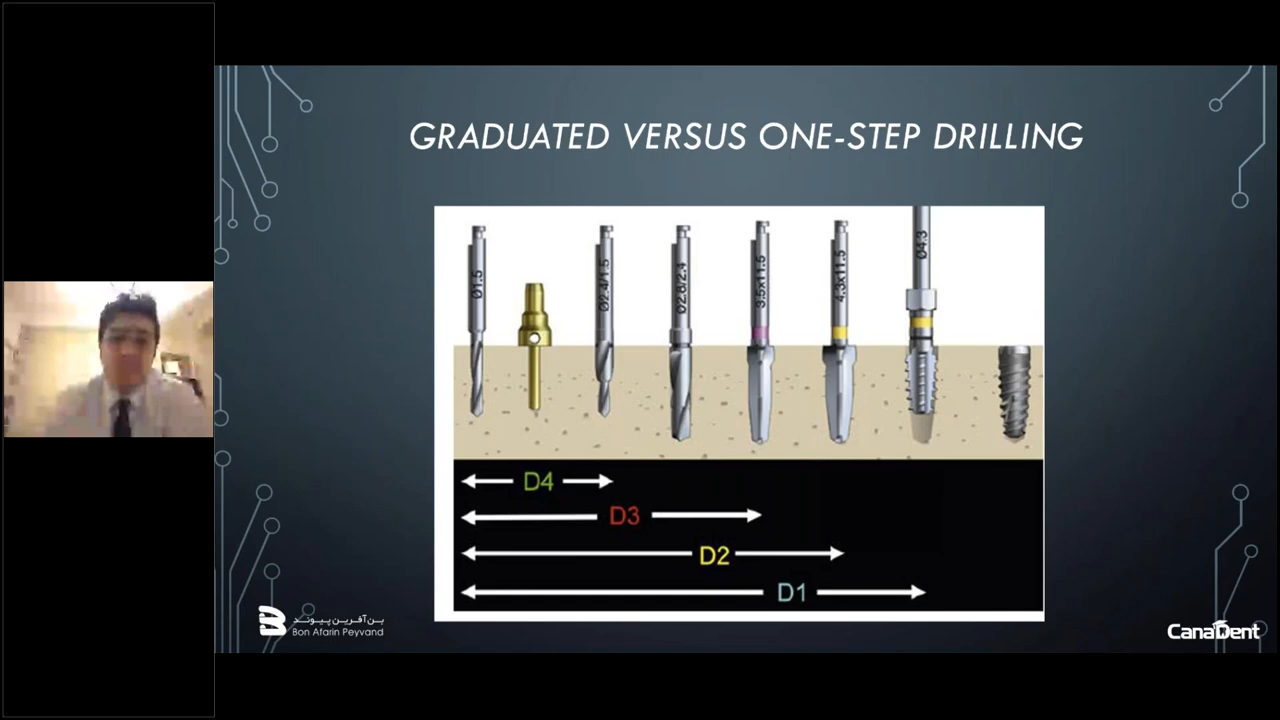 GRADUATED VERSUS ONE-STEP DRILLING
Ø1.5
Ø2.4/1.5
Ø2.8/2.4
3.5x11.5
4.3x11.5
Ø4.3
D4
D3
D2
D1
بن‌آفرین پیوند
Bon Afarin Peyvand
CanaDent